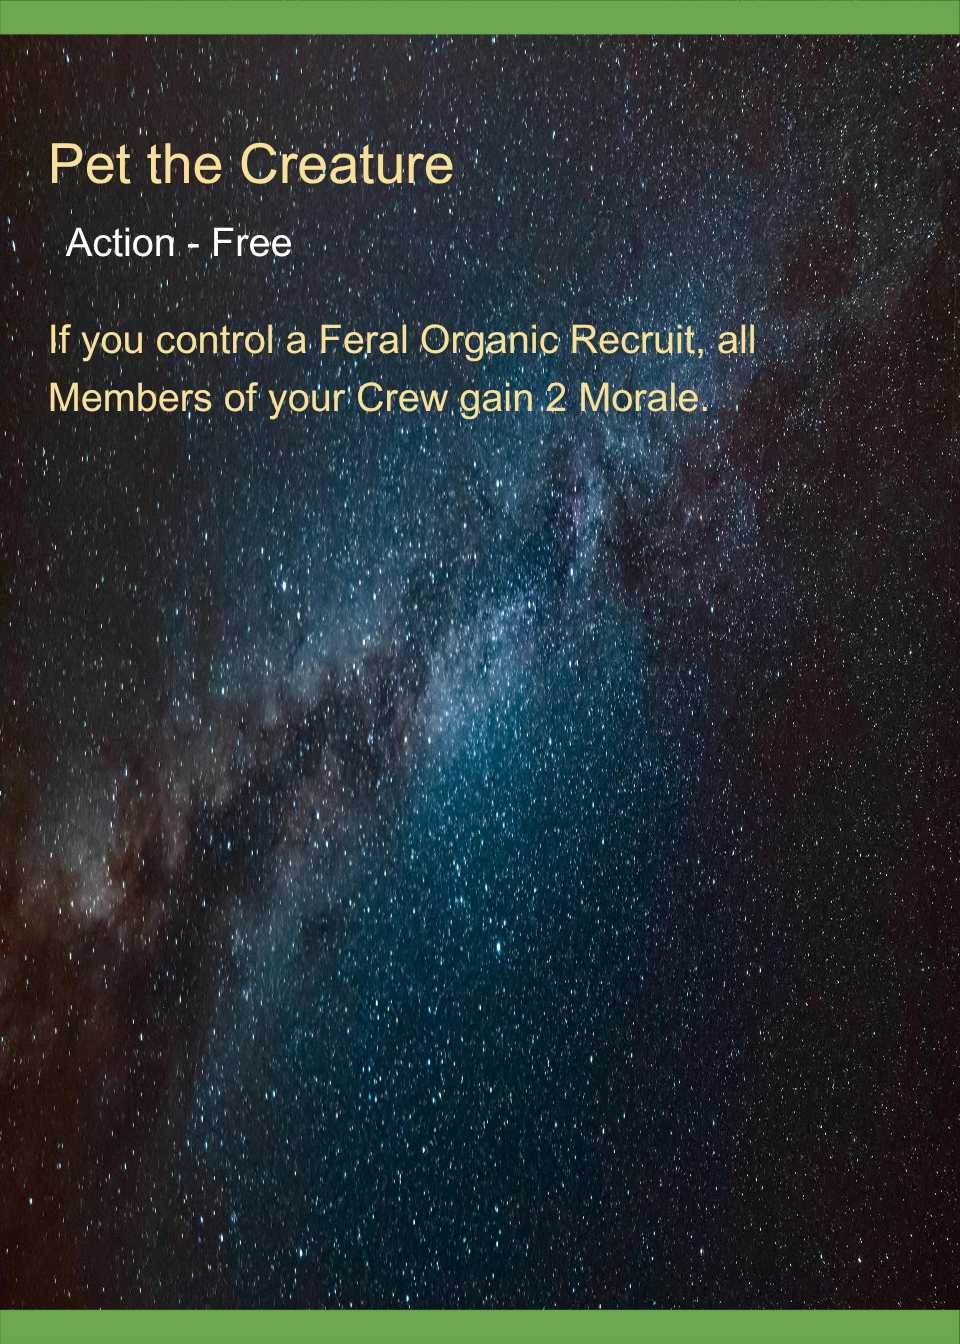 Pet the Creature
Action - Free
If you control a Feral Organic Recruit, all
Members of your Crew gain 2 Morale.